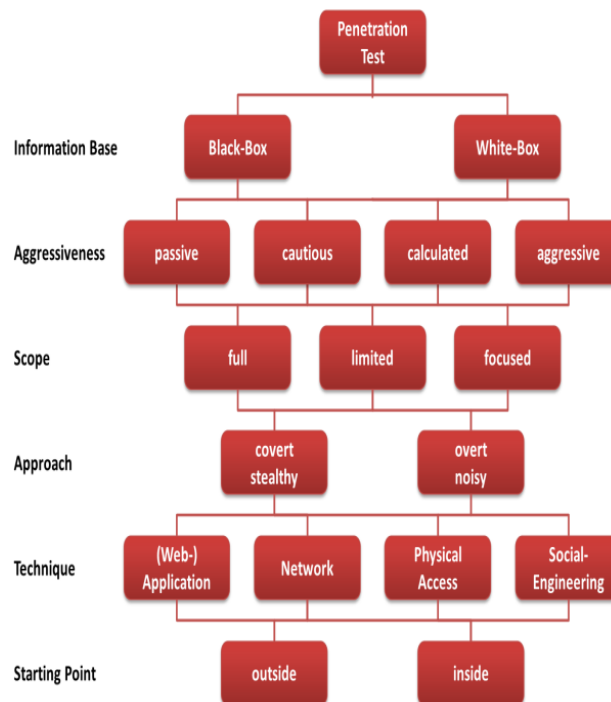 Penetration
Test
Information Base
Black-Box
White-Box
Aggressiveness
passive
cautious
calculated
aggressive
Scope
full
limited
focused
Approach
covert
stealthy
overt
noisy
Technique
(Web-)
Application
Network
Physical
Access
Social-
Engineering
Starting Point
outside
inside